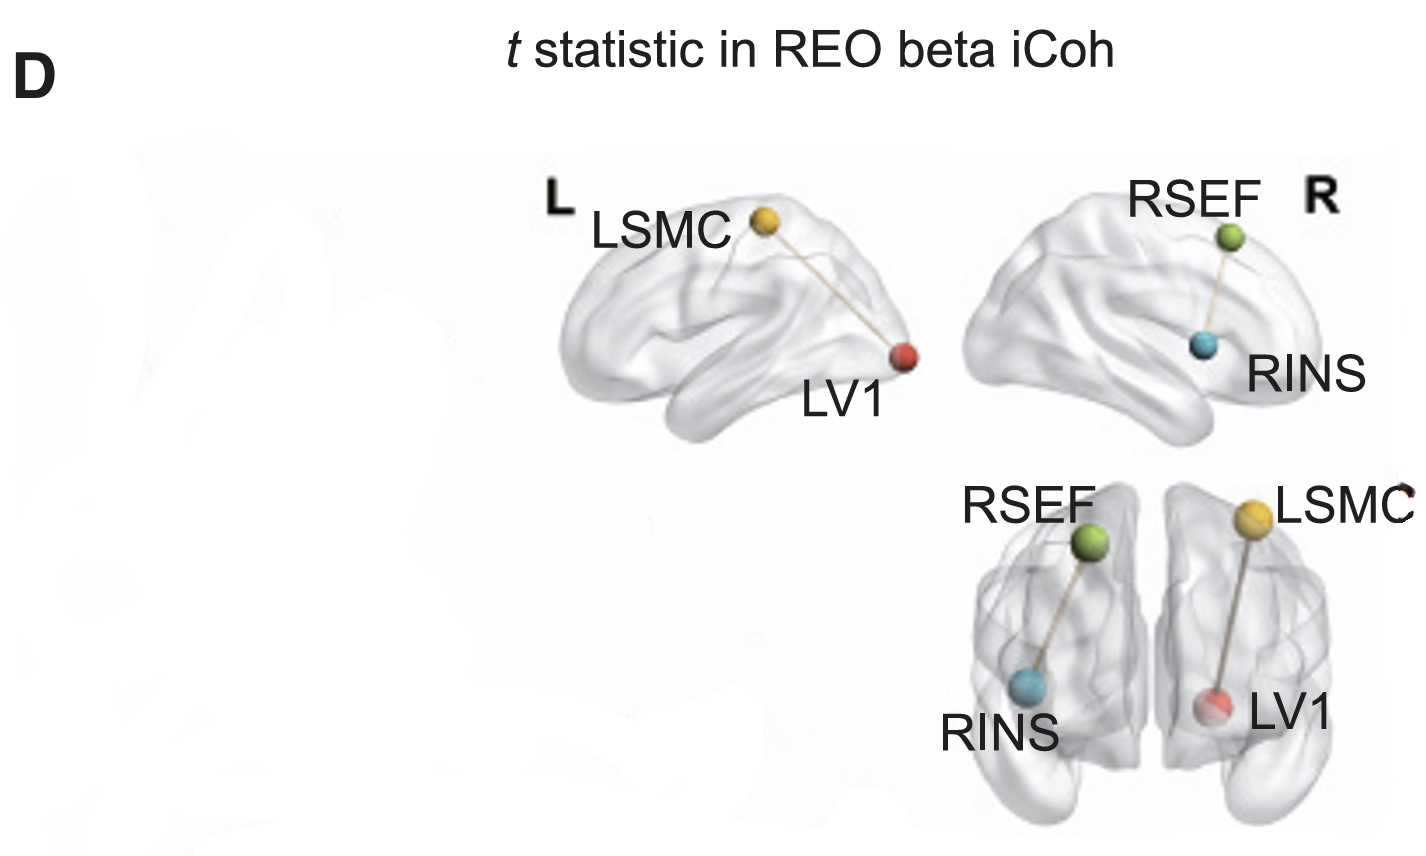 D
t statistic in REO beta iCoh
L
LSMC
LV1
RSEF
R
RINS
RSEF
LSMC
RINS
LV1